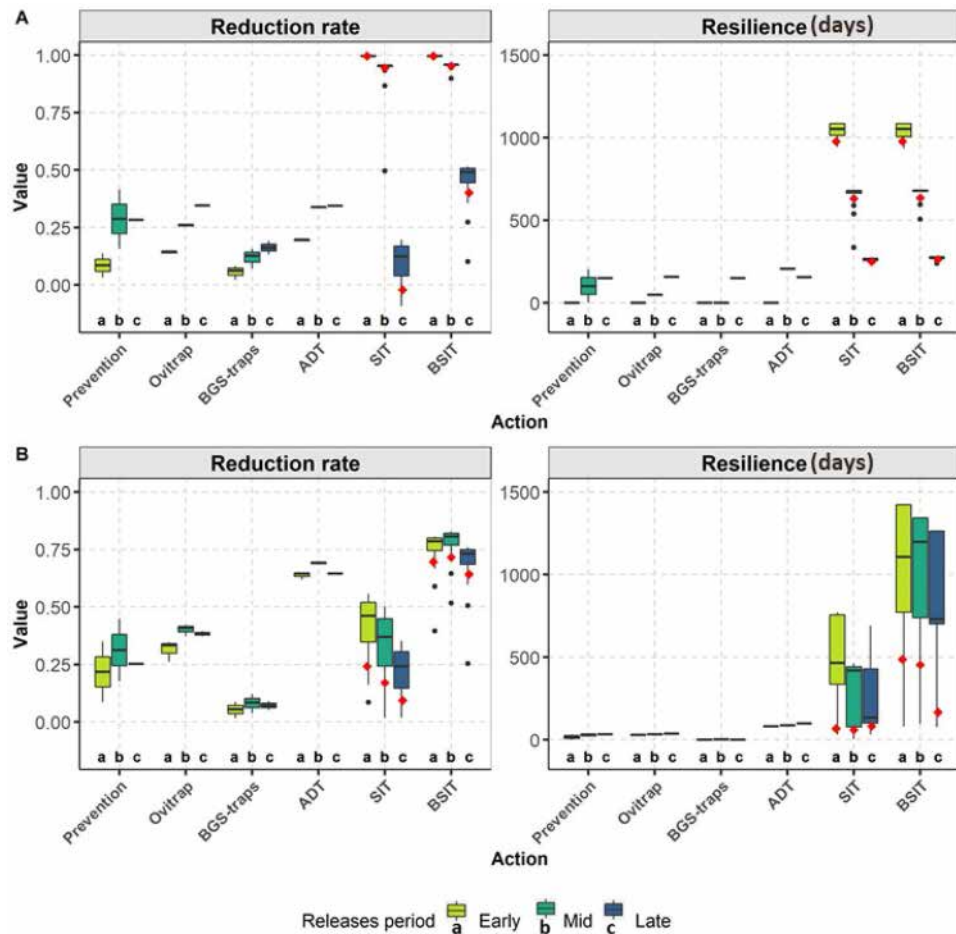 A
Reduction rate
Resilience (days)
1.00
0.75
0.50
0.25
0.00
Value
1500
1000
500
0
a b c a b c a b c a b c a b c a b c
a b c a b c a b c a b c a b c a b c
Prevention Ovitrap BGS-traps ADT SIT BSIT
Prevention Ovitrap BGS-traps ADT SIT BSIT
Action
B
Reduction rate
Resilience (days)
1.00
0.75
0.50
0.25
0.00
Value
1500
1000
500
0
a b c a b c a b c a b c a b c a b c
a b c a b c a b c a b c a b c a b c
Prevention Ovitrap BGS-traps ADT SIT BSIT
Prevention Ovitrap BGS-traps ADT SIT BSIT
Action
Releases period a Early b Mid c Late